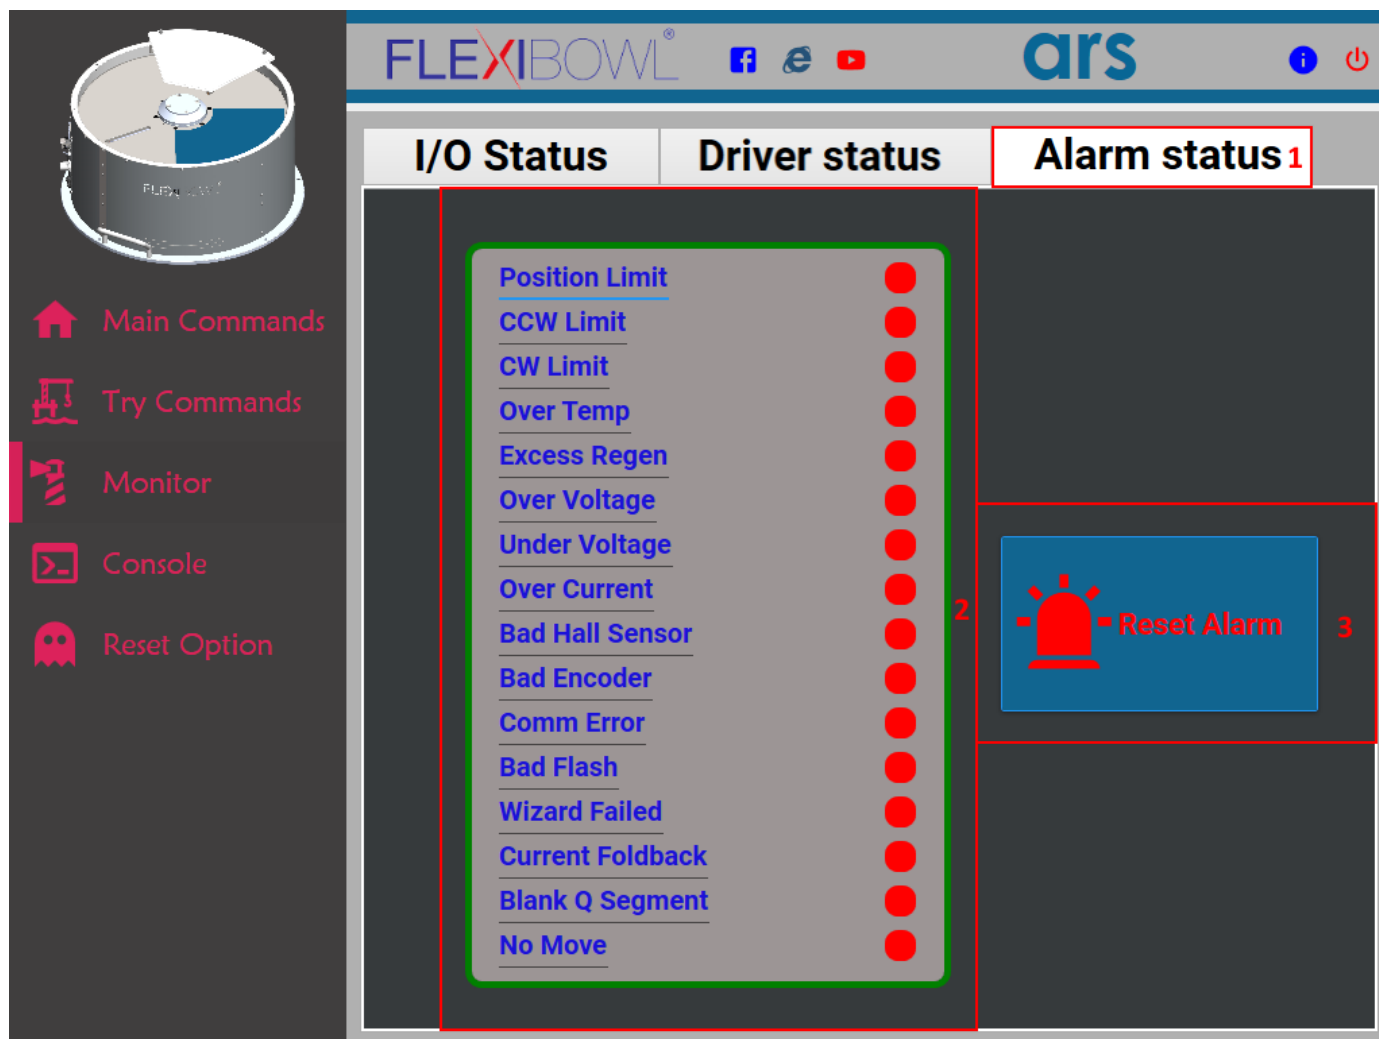 FLEXIBOWL®
ars
I/O Status
Driver status
Alarm status 1
Main Commands
Try Commands
Monitor
Console
Reset Option
Position Limit
CCW Limit
CW Limit
Over Temp
Excess Regen
Over Voltage
Under Voltage
Over Current
Bad Hall Sensor
Bad Encoder
Comm Error
Bad Flash
Wizard Failed
Current Foldback
Blank Q Segment
No Move
2
Reset Alarm
3